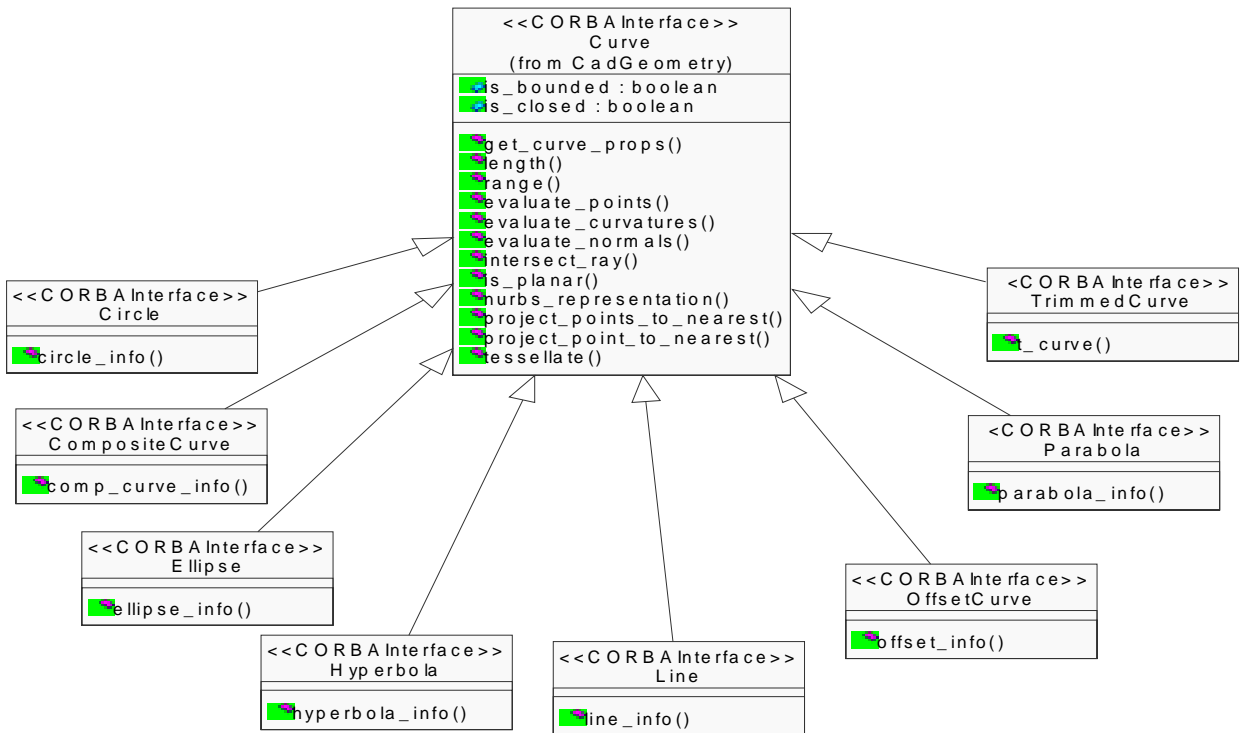 <<CORBAInterface>>
Curve
(from CadGeometry)
is_bounded : boolean
is_closed : boolean
get_curve_props()
length()
range()
evaluate_points()
evaluate_curvatures()
evaluate_normals()
intersect_ray()
is_planar()
nurbs_representation()
project_points_to_nearest()
project_point_to_nearest()
tessellate()
<<CORBAInterface>>
Circle
circle_info()
<<CORBAInterface>>
TrimmedCurve
t_curve()
<<CORBAInterface>>
CompositeCurve
comp_curve_info()
<CORBAInterface>>
Parabola
parabola_info()
<<CORBAInterface>>
Ellipse
ellipse_info()
<<CORBAInterface>>
OffsetCurve
offset_info()
<<CORBAInterface>>
Hyperbola
hyperbola_info()
<<CORBAInterface>>
Line
line_info()